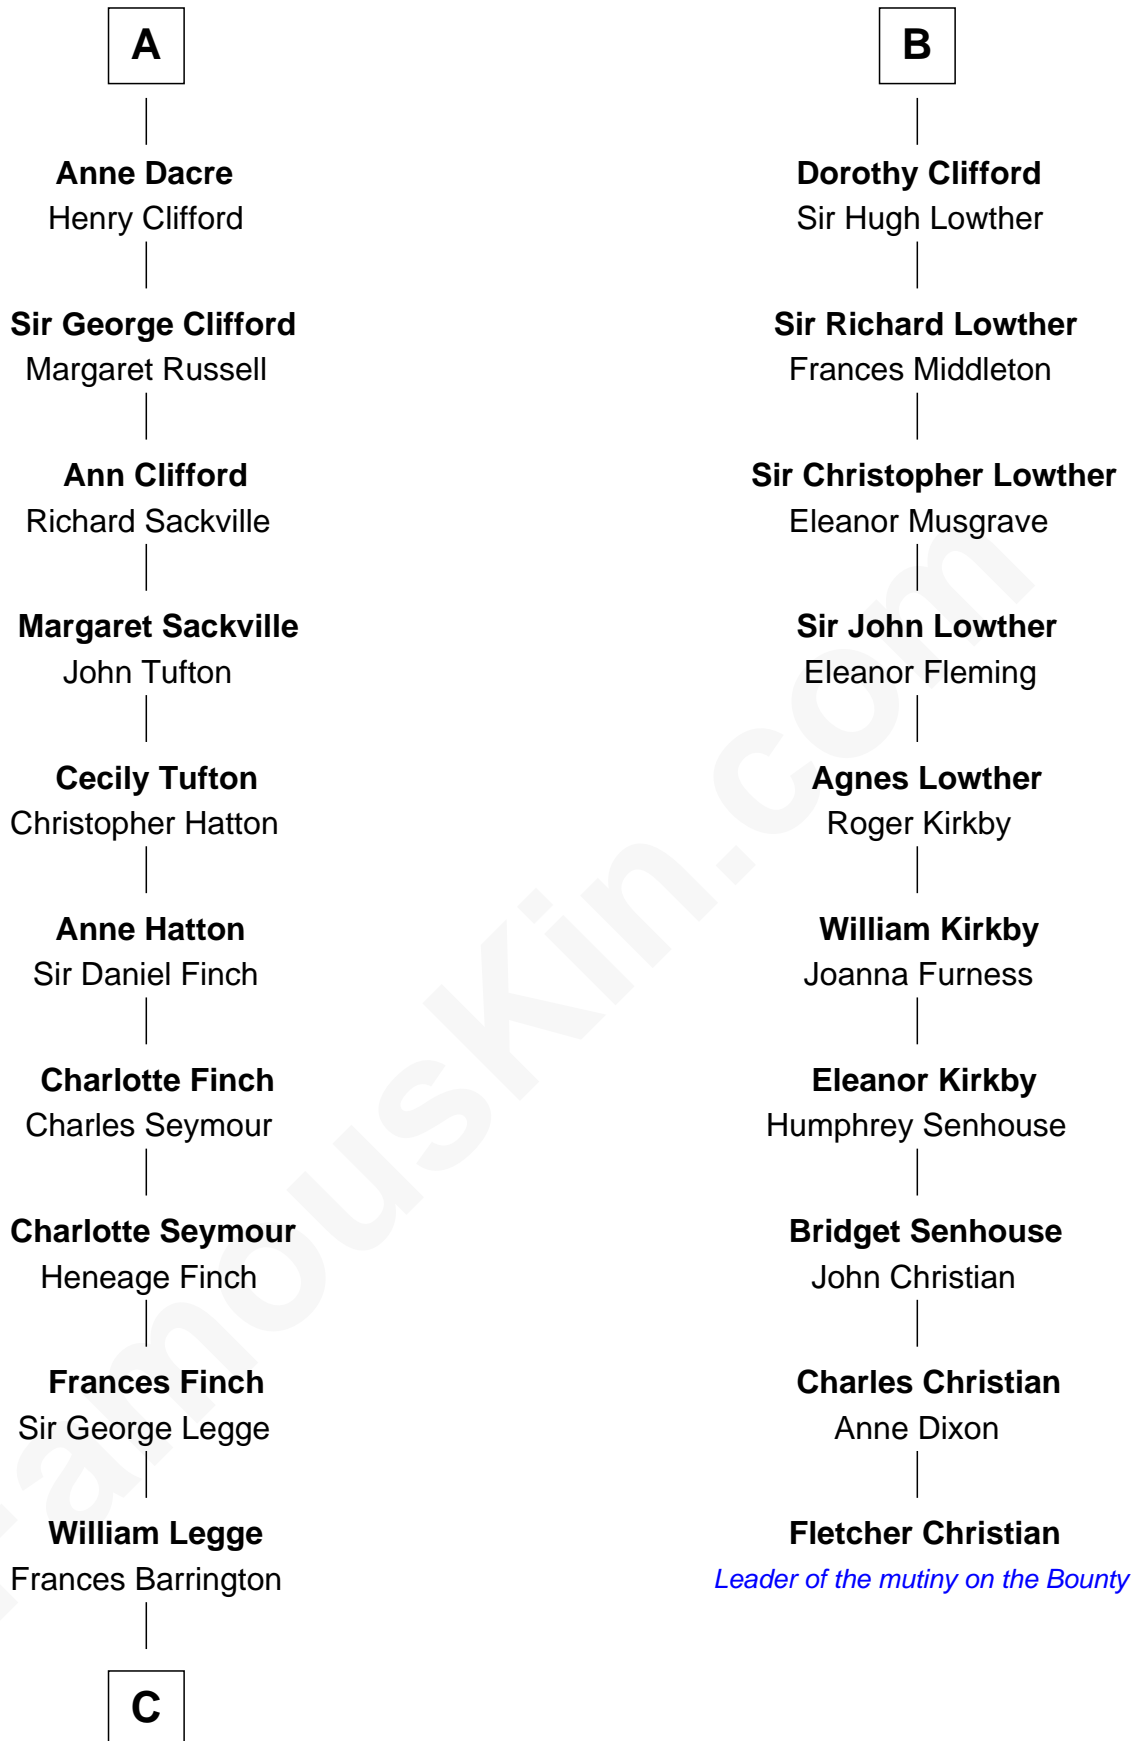 A
Anne Dacre
Henry Clifford
Sir George Clifford
Margaret Russell
Ann Clifford
Richard Sackville
Margaret Sackville
John Tufton
Cecily Tufton
Christopher Hatton
Anne Hatton
Sir Daniel Finch
Charlotte Finch
Charles Seymour
Charlotte Seymour
Heneage Finch
Frances Finch
Sir George Legge
William Legge
Frances Barrington
C
B
Dorothy Clifford
Sir Hugh Lowther
Sir Richard Lowther
Frances Middleton
Sir Christopher Lowther
Eleanor Musgrave
Sir John Lowther
Eleanor Fleming
Agnes Lowther
Roger Kirkby
William Kirkby
Joanna Furness
Eleanor Kirkby
Humphrey Senhouse
Bridget Senhouse
John Christian
Charles Christian
Anne Dixon
Fletcher Christian
Leader of the mutiny on the Bounty
FamousKin.com